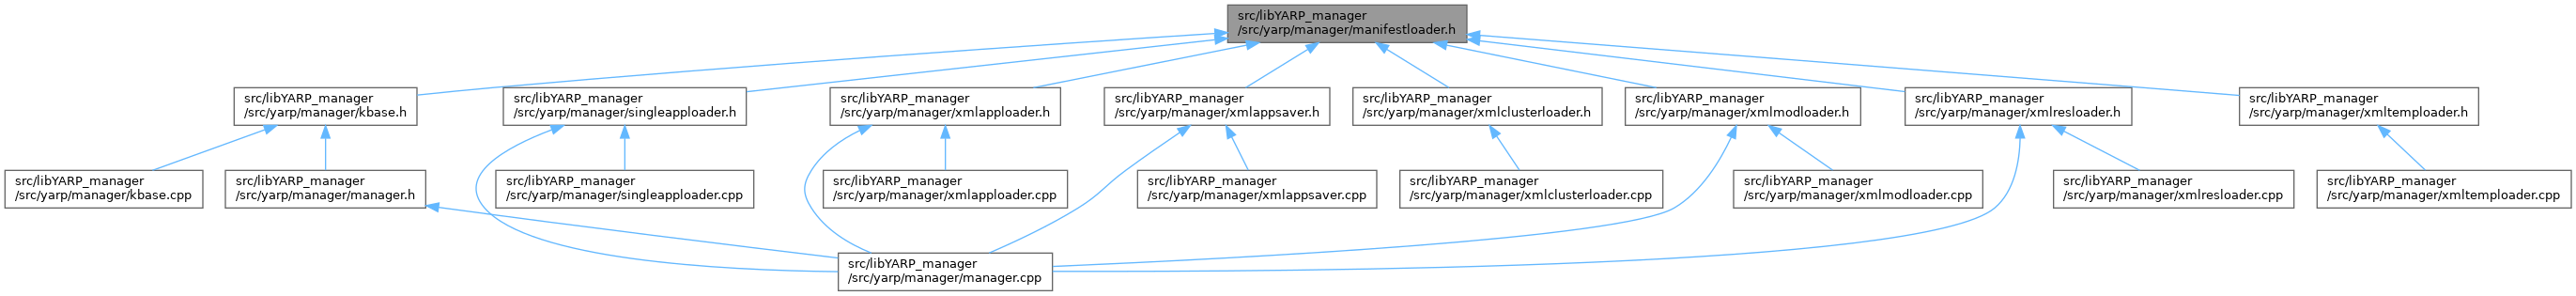 src/libYARP_manager
/src/yarp/manager/manifestloader.h
src/libYARP_manager
/src/yarp/manager/kbase.h
src/libYARP_manager
/src/yarp/manager/singleapploader.h
src/libYARP_manager
/src/yarp/manager/xmlapploader.h
src/libYARP_manager
/src/yarp/manager/xmlappsaver.h
src/libYARP_manager
/src/yarp/manager/xmlclusterloader.h
src/libYARP_manager
/src/yarp/manager/xmlmodloader.h
src/libYARP_manager
/src/yarp/manager/xmlresloader.h
src/libYARP_manager
/src/yarp/manager/xmltemploader.h
src/libYARP_manager
/src/yarp/manager/kbase.cpp
src/libYARP_manager
/src/yarp/manager/manager.h
src/libYARP_manager
/src/yarp/manager/singleapploader.cpp
src/libYARP_manager
/src/yarp/manager/xmlapploader.cpp
src/libYARP_manager
/src/yarp/manager/xmlappsaver.cpp
src/libYARP_manager
/src/yarp/manager/xmlclusterloader.cpp
src/libYARP_manager
/src/yarp/manager/xmlmodloader.cpp
src/libYARP_manager
/src/yarp/manager/xmlresloader.cpp
src/libYARP_manager
/src/yarp/manager/xmltemploader.cpp
src/libYARP_manager
/src/yarp/manager/manager.cpp